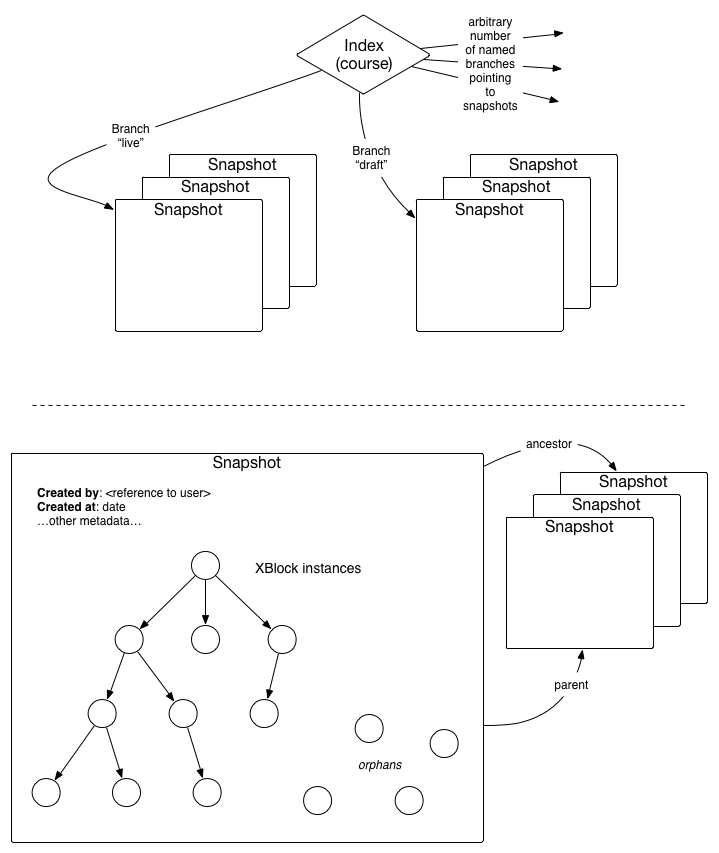 Index
(course)
arbitrary
number
of named
branches
pointing
to
snapshots
Branch
“live”
Branch
“draft”
Snapshot
Snapshot
Snapshot
Snapshot
Snapshot
Snapshot
Snapshot
Created by: <reference to user>
Created at: date
…other metadata…
XBlock instances
orphans
ancestor
Snapshot
Snapshot
Snapshot
parent